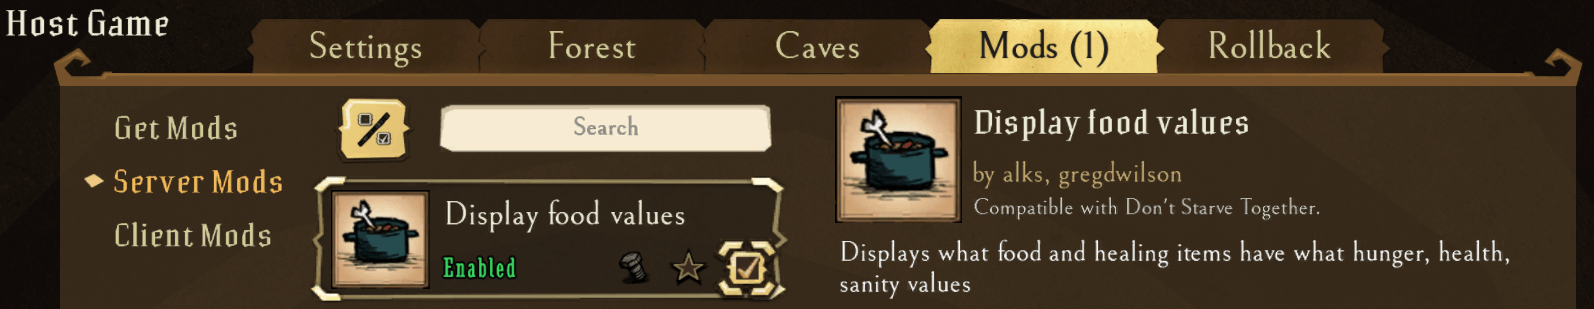 Host Game
Settings
Forest
Caves
Mods (1)
Rollback
Get Mods
Server Mods
Client Mods
Search
Display food values
Enabled
Display food values
by alks, gregdwilson
Compatible with Don't Starve Together.
Displays what food and healing items have what hunger, health,
sanity values